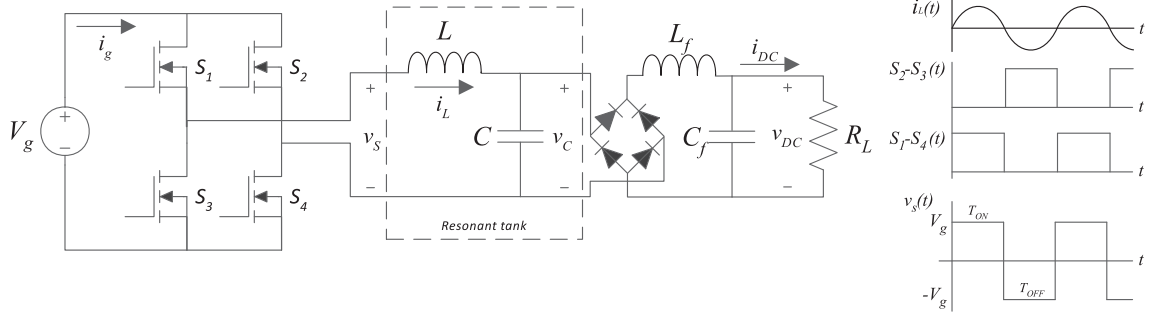 i_g
V_g
+
−
S_1
S_2
S_3
S_4
+
v_S
−
L
i_L
C
+
v_C
−
Resonant tank
L_f
i_DC
C_f
+
v_DC
−
R_L
i_L(t)
t
S_2-S_3(t)
t
S_1-S_4(t)
t
v_S(t)
V_g
T_ON
t
-V_g
T_OFF